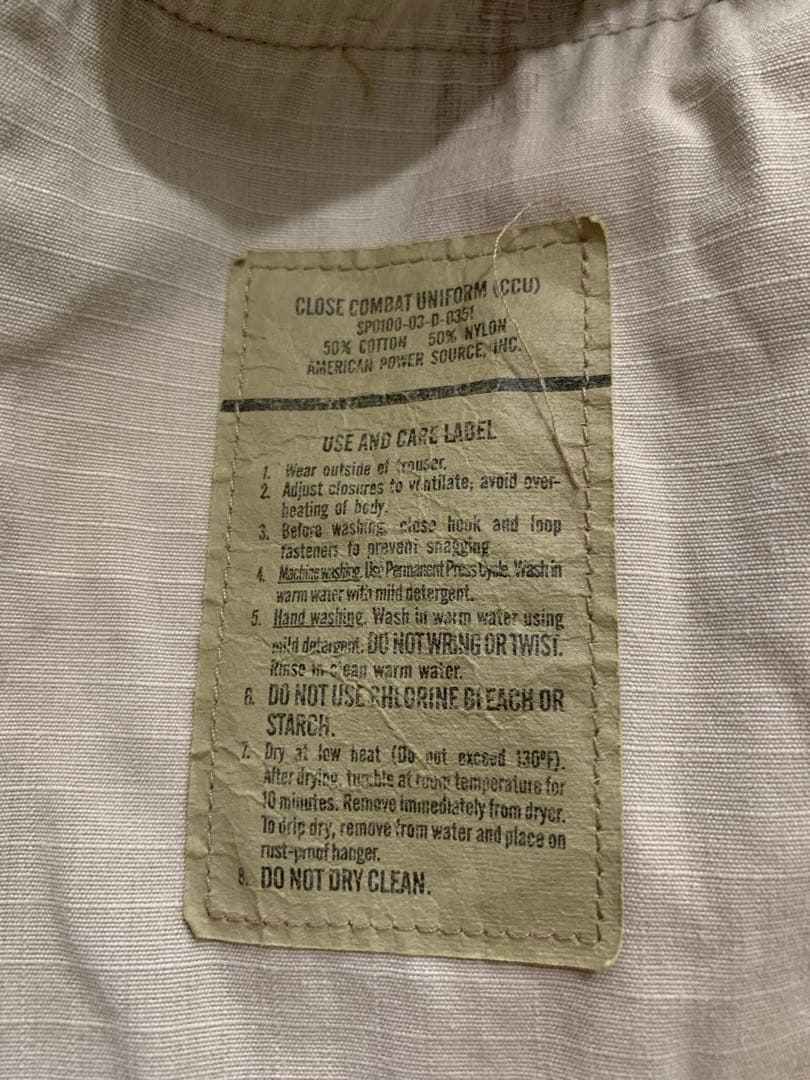 CLOSE COMBAT UNIFORM (CCU)
SP0100-03-D-0351
50% COTTON 50% NYLON
AMERICAN POWER SOURCE, INC.
USE AND CARE LABEL
1. Wear outside of trouser.
2. Adjust closures to ventilate; avoid over-
heating of body.
3. Before washing, close hook and loop
fasteners to prevent snagging
4. Machine washing. Use Permanent Press Cycle. Wash in
warm water with mild detergent.
5. Hand washing. Wash in warm water using
mild detergent. DO NOT WRING OR TWIST.
Rinse in clean warm water.
6. DO NOT USE CHLORINE BLEACH OR
STARCH.
7. Dry at low heat (Do not exceed 130°F).
After drying, tumble at room temperature for
10 minutes. Remove immediately from dryer.
To drip dry, remove from water and place on
rust-proof hanger.
8. DO NOT DRY CLEAN.